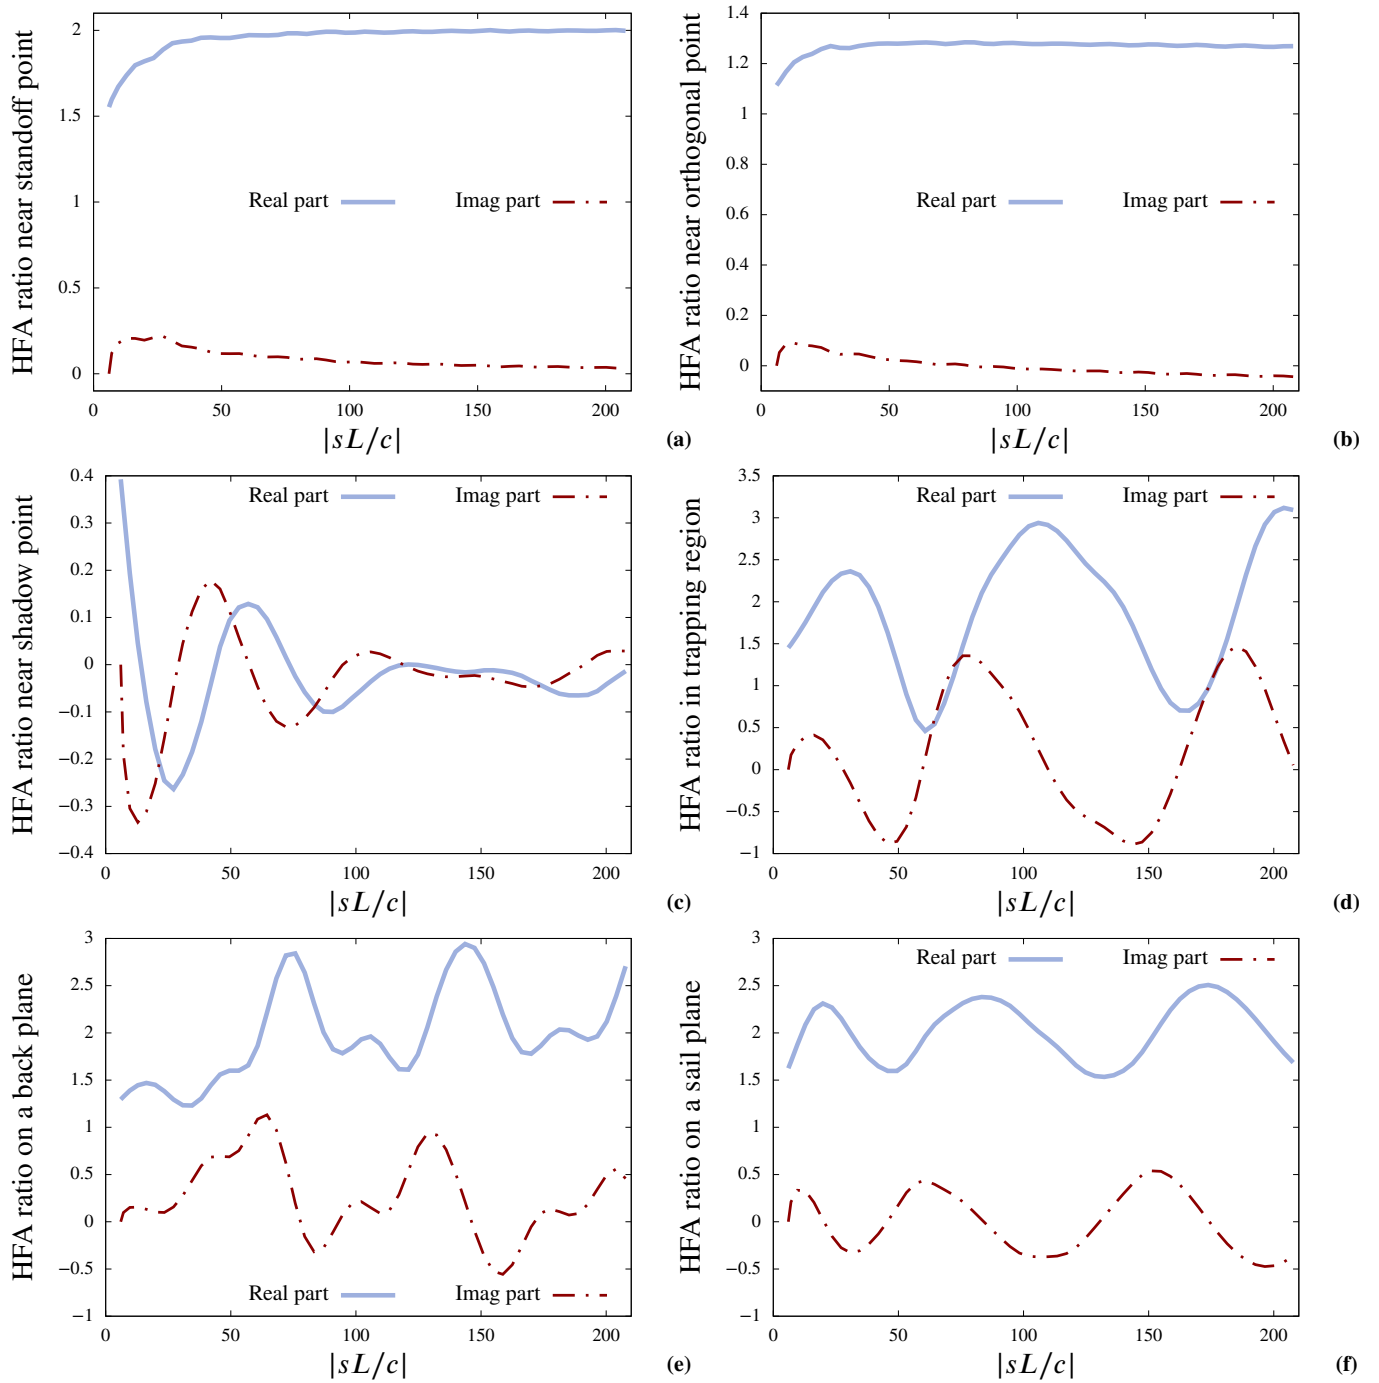 HFA ratio near standoff point
2
1.5
1
0.5
0
Real part
Imag part
0
50
100
150
200
|sL/c|
(a)
HFA ratio near orthogonal point
1.4
1.2
1
0.8
0.6
0.4
0.2
0
Real part
Imag part
0
50
100
150
200
|sL/c|
(b)
HFA ratio near shadow point
0.4
0.3
0.2
0.1
0
−0.1
−0.2
−0.3
−0.4
Real part
Imag part
0
50
100
150
200
|sL/c|
(c)
HFA ratio in trapping region
3.5
3
2.5
2
1.5
1
0.5
0
−0.5
−1
Real part
Imag part
0
50
100
150
200
|sL/c|
(d)
HFA ratio on a back plane
3
2.5
2
1.5
1
0.5
0
−0.5
−1
Real part
Imag part
0
50
100
150
200
|sL/c|
(e)
HFA ratio on a sail plane
3
2.5
2
1.5
1
0.5
0
−0.5
−1
Real part
Imag part
0
50
100
150
200
|sL/c|
(f)